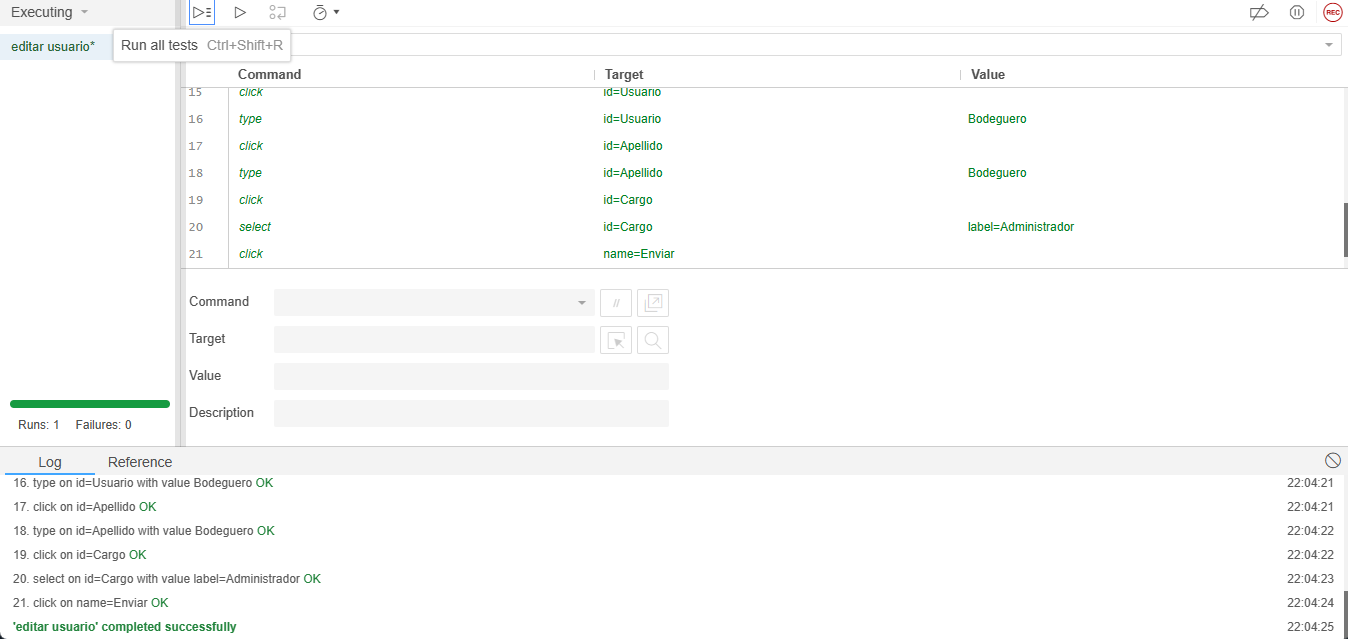 Executing
REC
editar usuario*
Run all tests Ctrl+Shift+R
Command Target Value
15 click id=Usuario
16 type id=Usuario Bodeguero
17 click id=Apellido
18 type id=Apellido Bodeguero
19 click id=Cargo
20 select id=Cargo label=Administrador
21 click name=Enviar
Command //
Target
Value
Description
Runs: 1 Failures: 0
Log Reference
16. type on id=Usuario with value Bodeguero OK 22:04:21
17. click on id=Apellido OK 22:04:21
18. type on id=Apellido with value Bodeguero OK 22:04:22
19. click on id=Cargo OK 22:04:22
20. select on id=Cargo with value label=Administrador OK 22:04:23
21. click on name=Enviar OK 22:04:24
'editar usuario' completed successfully 22:04:25